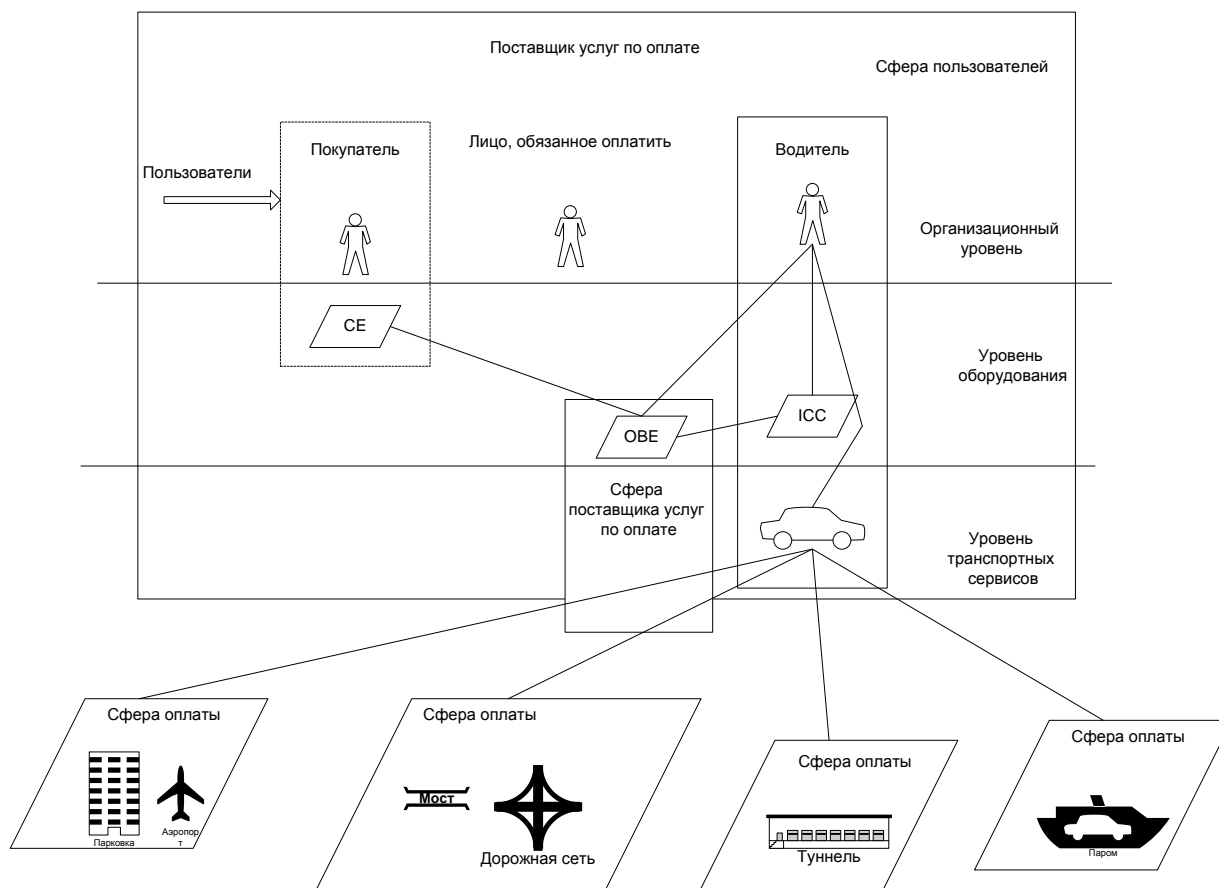 Поставщик услуг по оплате
Сфера пользователей
Покупатель
Лицо, обязанное оплатить
Водитель
Пользователи
Организационный
уровень
CE
Уровень
оборудования
OBE
ICC
Сфера
поставщика услуг
по оплате
Уровень
транспортных
сервисов
Сфера оплаты
Парковка
Аэропор
т
Сфера оплаты
Мост
Дорожная сеть
Сфера оплаты
Туннель
Сфера оплаты
Паром